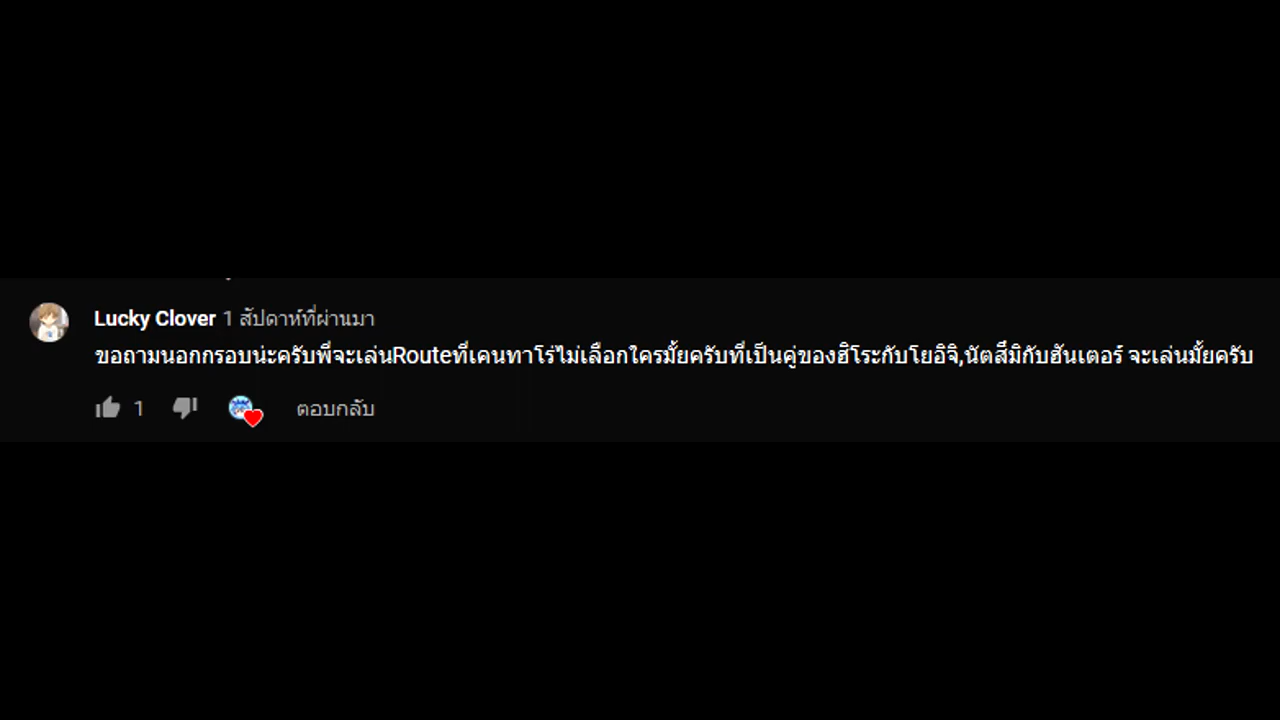 Lucky Clover 1 สัปดาห์ที่ผ่านมา
ขอถามนอกกรอบน่ะครับพี่จะเล่นRouteที่เคนทาโร่ไม่เลือกใครมั้ยครับที่เป็นคู่ของฮิโระกับโยอิจิ,นัตสึมิกับฮันเตอร์ จะเล่นมั้ยครับ
1 ตอบกลับ